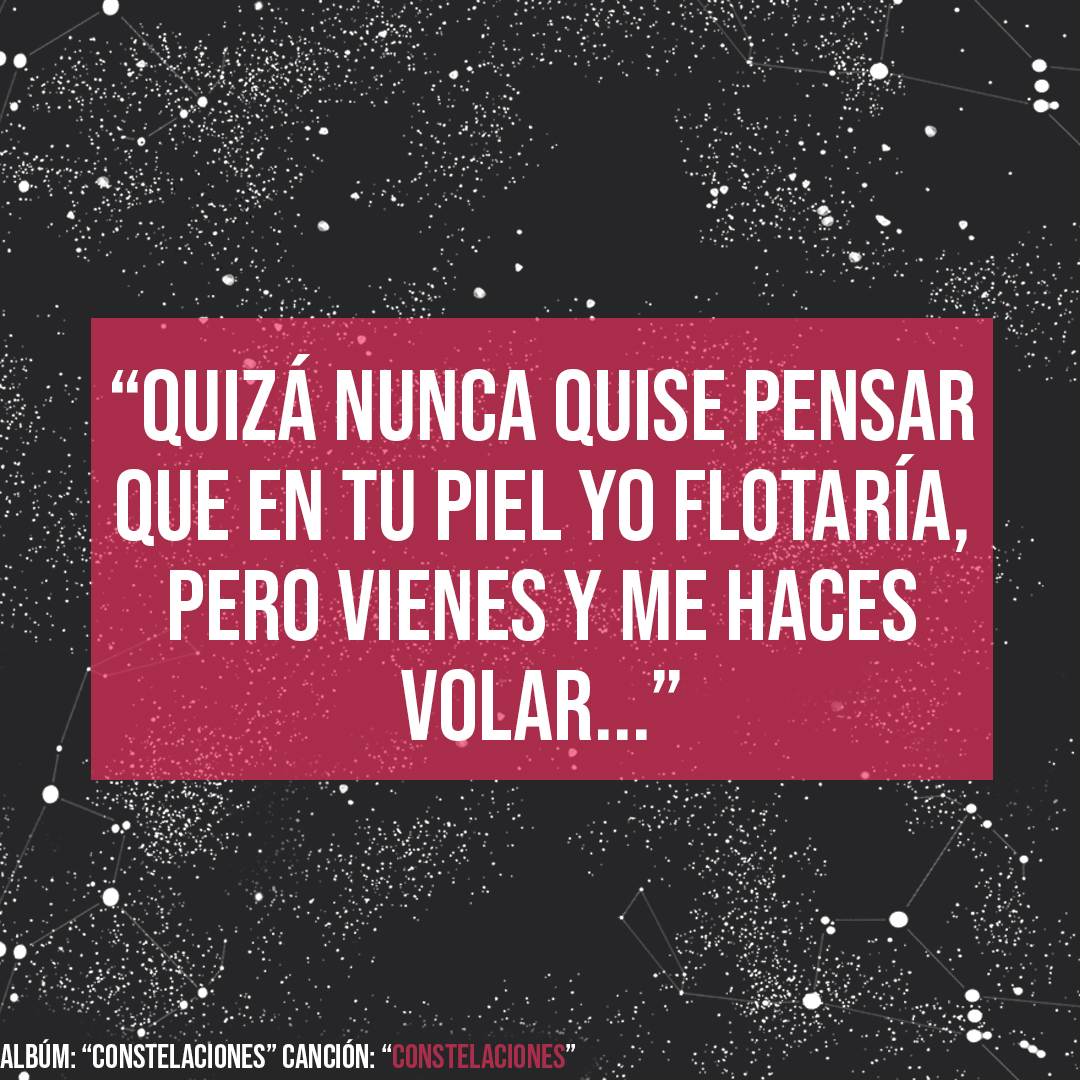 “QUIZÁ NUNCA QUISE PENSAR
QUE EN TU PIEL YO FLOTARÍA,
PERO VIENES Y ME HACES
VOLAR...”
ALBÚM: “CONSTELACIONES” CANCIÓN: “CONSTELACIONES”